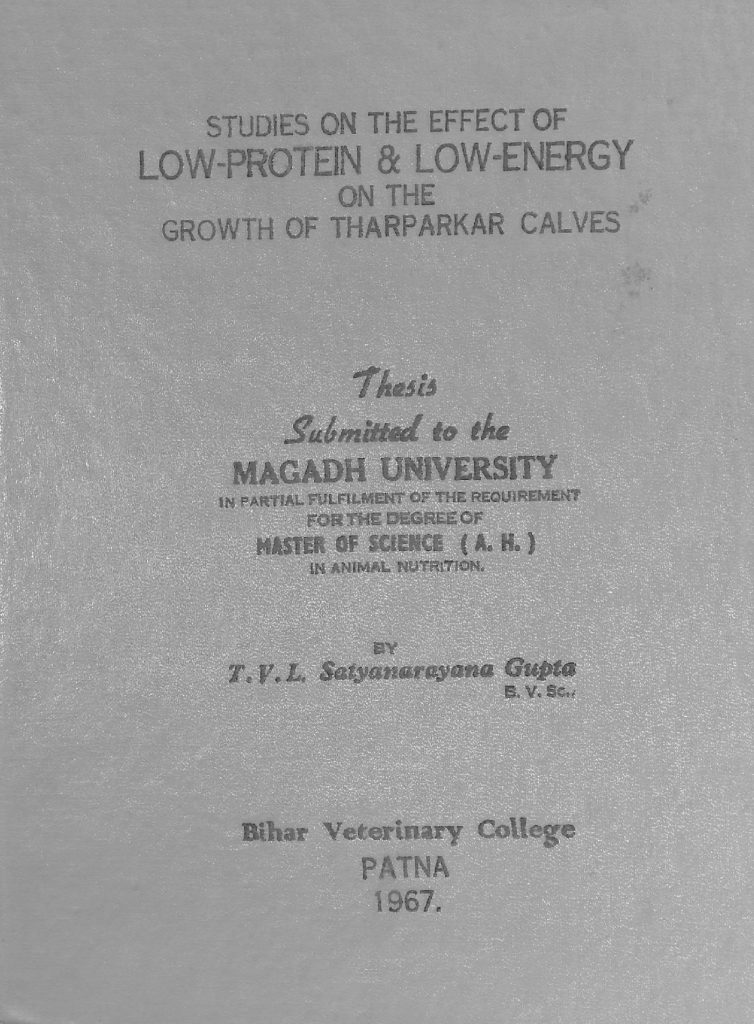 STUDIES ON THE EFFECT OF
LOW-PROTEIN & LOW-ENERGY
ON THE
GROWTH OF THARPARKAR CALVES
Thesis
Submitted to the
MAGADH UNIVERSITY
IN PARTIAL FULFILMENT OF THE REQUIREMENT
FOR THE DEGREE OF
MASTER OF SCIENCE ( A. H. )
IN ANIMAL NUTRITION.
BY
T. V. L. Satyanarayana Gupta
B. V. Sc.,
Bihar Veterinary College
PATNA
1967.